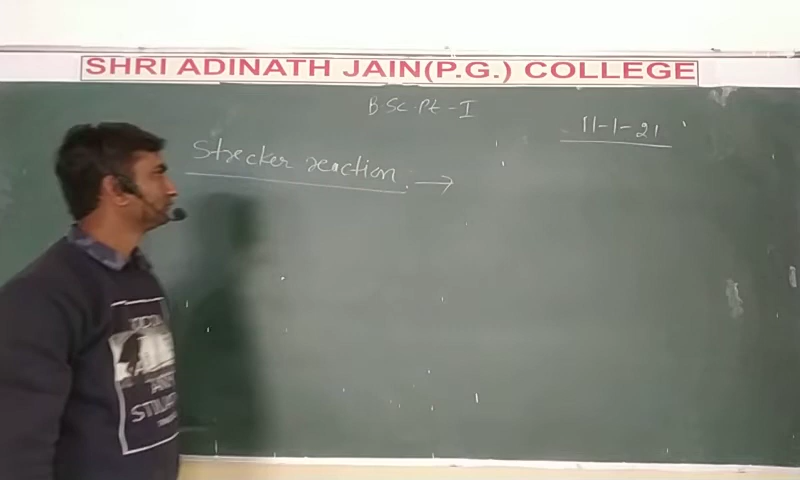 SHRI ADINATH JAIN(P.G.) COLLEGE
B.Sc. Pt - I
11-1-21
Strecker reaction. →